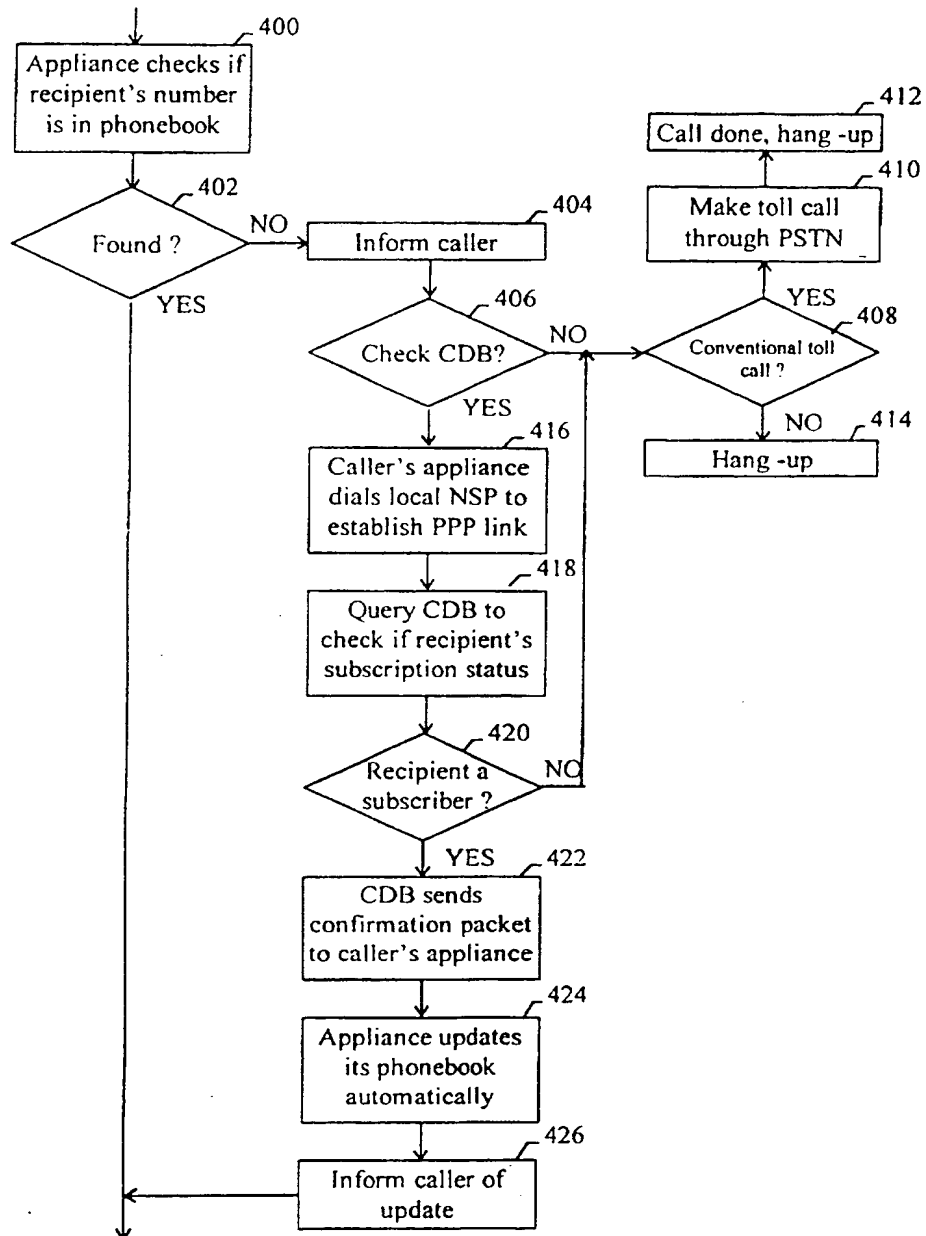 400
Appliance checks if
recipient's number
is in phonebook
402
Found ?
NO
YES
404
Inform caller
406
Check CDB?
NO
YES
412
Call done, hang -up
410
Make toll call
through PSTN
YES
408
Conventional toll
call ?
NO
414
Hang -up
416
Caller's appliance
dials local NSP to
establish PPP link
418
Query CDB to
check if recipient's
subscription status
420
Recipient a
subscriber ?
NO
YES
422
CDB sends
confirmation packet
to caller's appliance
424
Appliance updates
its phonebook
automatically
426
Inform caller of
update